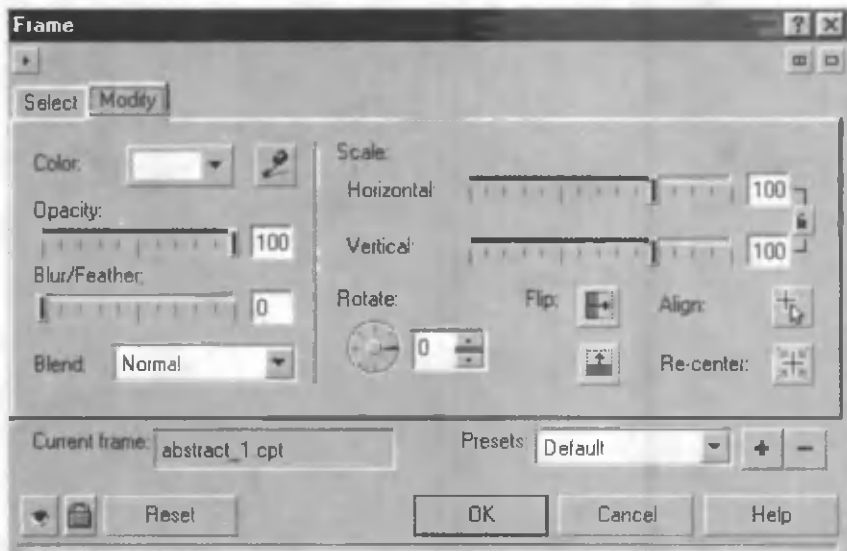 Frame
Select Modify
Color:
Opacity:
100
Blur/Feather:
0
Blend: Normal
Scale:
Horizontal: 100
Vertical: 100
Rotate:
0
Flip:
Align:
Re-center:
Current frame: abstract_1.cpt
Presets: Default
Reset OK Cancel Help